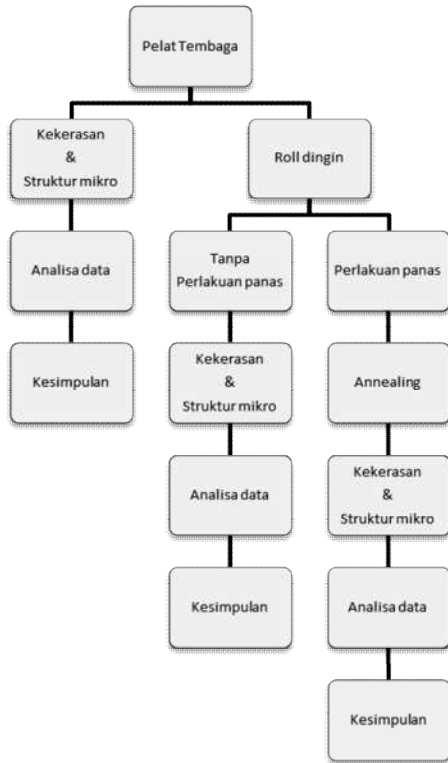 Pelat Tembaga
Kekerasan
&
Struktur mikro
Roll dingin
Analisa data
Tanpa
Perlakuan panas
Perlakuan panas
Kesimpulan
Kekerasan
&
Struktur mikro
Annealing
Analisa data
Kekerasan
&
Struktur mikro
Kesimpulan
Analisa data
Kesimpulan